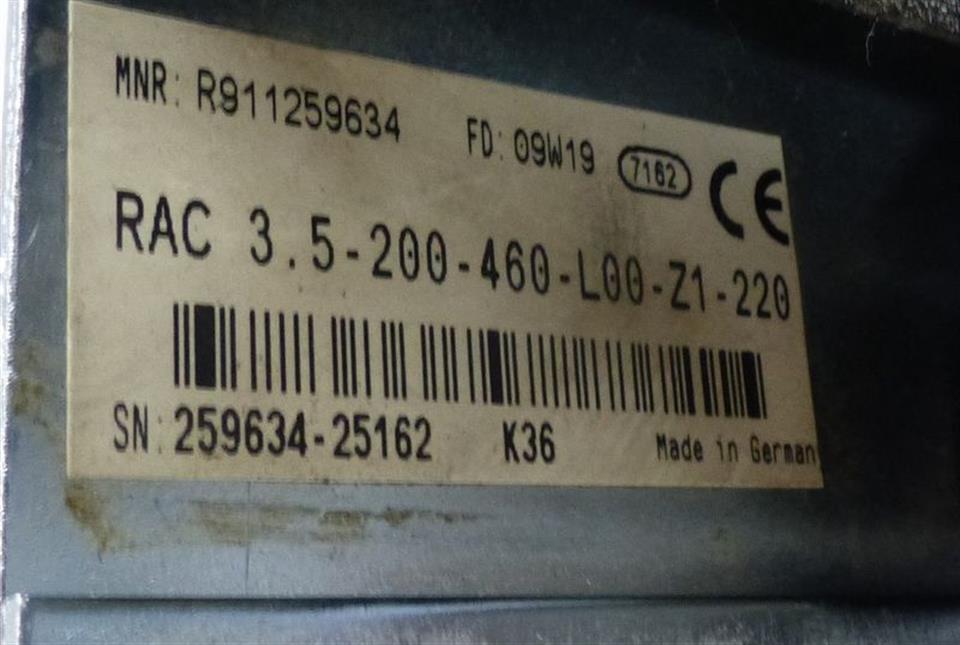 MNR: R911259634 FD: 09W19 7162 CE
RAC 3.5-200-460-L00-Z1-220
SN: 259634-25162 K36 Made in German